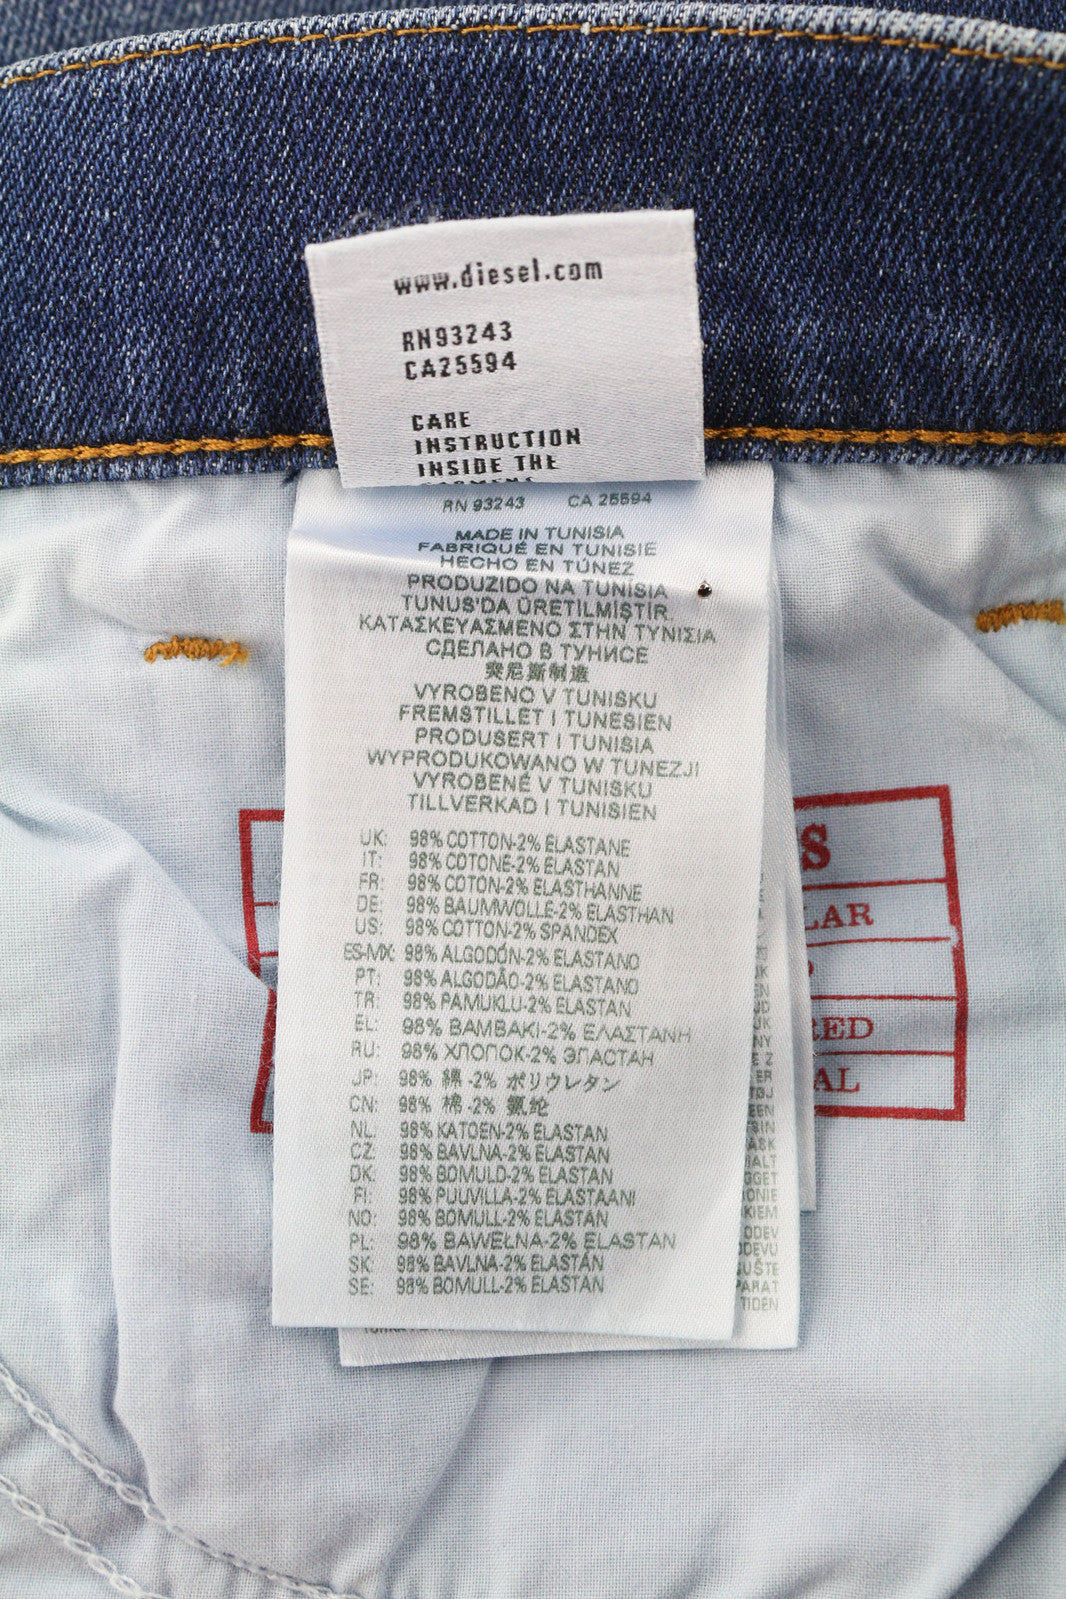 www.diesel.com
RN93243
CA25594
CARE
INSTRUCTION
INSIDE THE
RN 93243 CA 25594
MADE IN TUNISIA
FABRIQUÉ EN TUNISIE
HECHO EN TÚNEZ
PRODUZIDO NA TUNÍSIA
TUNUS'DA ÜRETİLMİŞTİR.
ΚΑΤΑΣΚΕΥΑΣΜΕΝΟ ΣΤΗΝ ΤΥΝΙΣΙΑ
СДЕЛАНО В ТУНИСЕ
突尼斯制造
VYROBENO V TUNISKU
FREMSTILLET I TUNESIEN
PRODUSERT I TUNISIA
WYPRODUKOWANO W TUNEZJI
VYROBENÉ V TUNISKU
TILLVERKAD I TUNISIEN
UK: 98% COTTON-2% ELASTANE
IT: 98% COTONE-2% ELASTAN
FR: 98% COTON-2% ELASTHANNE
DE: 98% BAUMWOLLE-2% ELASTHAN
US: 98% COTTON-2% SPANDEX
ES-MX: 98% ALGODÓN-2% ELASTANO
PT: 98% ALGODÃO-2% ELASTANO
TR: 98% PAMUKLU-2% ELASTAN
EL: 98% ΒΑΜΒΑΚΙ-2% ΕΛΑΣΤΑΝΗ
RU: 98% ХЛОПОК-2% ЭЛАСТАН
JP: 98% 綿 -2% ポリウレタン
CN: 98% 棉 -2% 氨纶
NL: 98% KATOEN-2% ELASTAN
CZ: 98% BAVLNA-2% ELASTAN
DK: 98% BOMULD-2% ELASTAN
FI: 98% PUUVILLA-2% ELASTAANI
NO: 98% BOMULL-2% ELASTAN
PL: 98% BAWEŁNA-2% ELASTAN
SK: 98% BAVLNA-2% ELASTÁN
SE: 98% BOMULL-2% ELASTAN
S
LAR
RED
AL